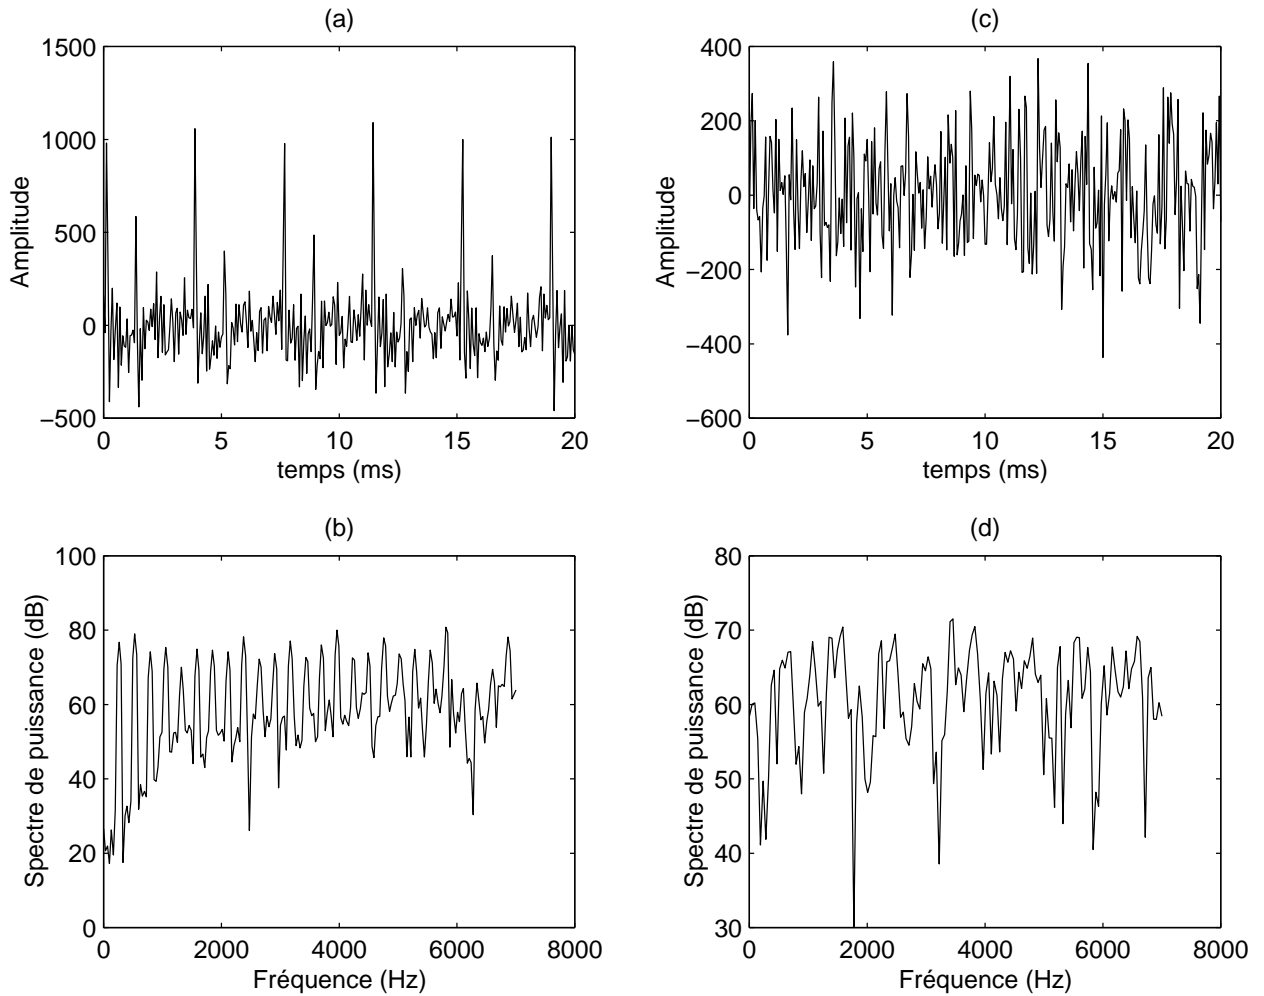 (a)
1500
1000
500
0
−500
Amplitude
0 5 10 15 20
temps (ms)
(c)
400
200
0
−200
−400
−600
Amplitude
0 5 10 15 20
temps (ms)
(b)
100
80
60
40
20
0
Spectre de puissance (dB)
0 2000 4000 6000 8000
Fréquence (Hz)
(d)
80
70
60
50
40
30
Spectre de puissance (dB)
0 2000 4000 6000 8000
Fréquence (Hz)